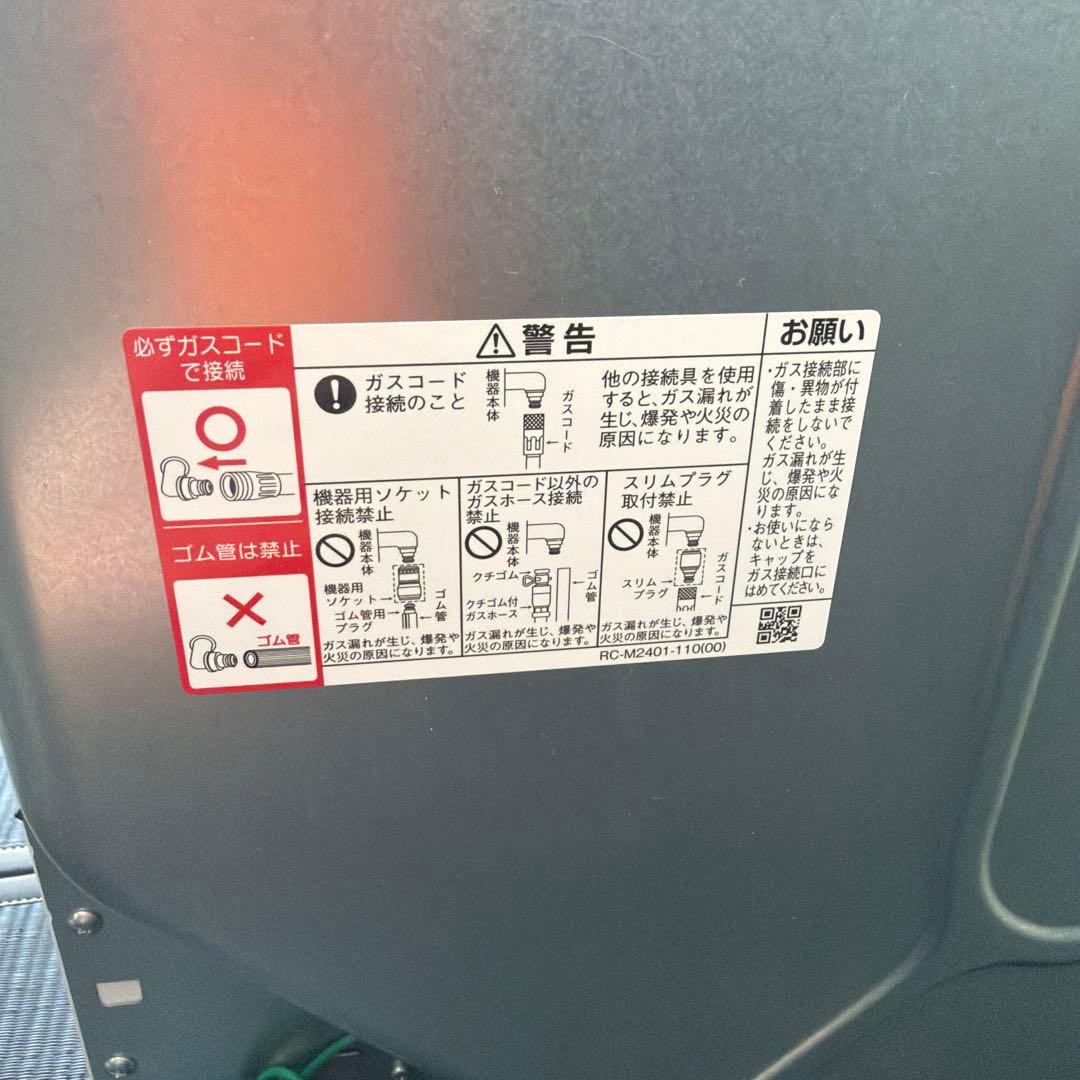 必ずガスコード
で接続
ゴム管は禁止
ゴム管
警告
ガスコード
接続のこと
機器本体
ガスコード
他の接続具を使用
すると、ガス漏れが
生じ、爆発や火災の
原因になります。
機器用ソケット
接続禁止
機器本体
機器用
ソケット
ゴム管用
プラグ
ゴム管
ガス漏れが生じ、爆発や
火災の原因になります。
ガスコード以外の
ガスホース接続
禁止
機器本体
クチゴム
クチゴム付
ガスホース
ゴム管
ガス漏れが生じ、爆発や
火災の原因になります。
スリムプラグ
取付禁止
機器本体
スリム
プラグ
ガスコード
ガス漏れが生じ、爆発や
火災の原因になります。
RC-M2401-110(00)
お願い
・ガス接続部に
傷・異物が付
着したまま接
続をしないで
ください。
ガス漏れが生
じ、爆発や火
災の原因にな
ります。
・お使いになら
ないときは、
キャップを
ガス接続口に
はめてください。